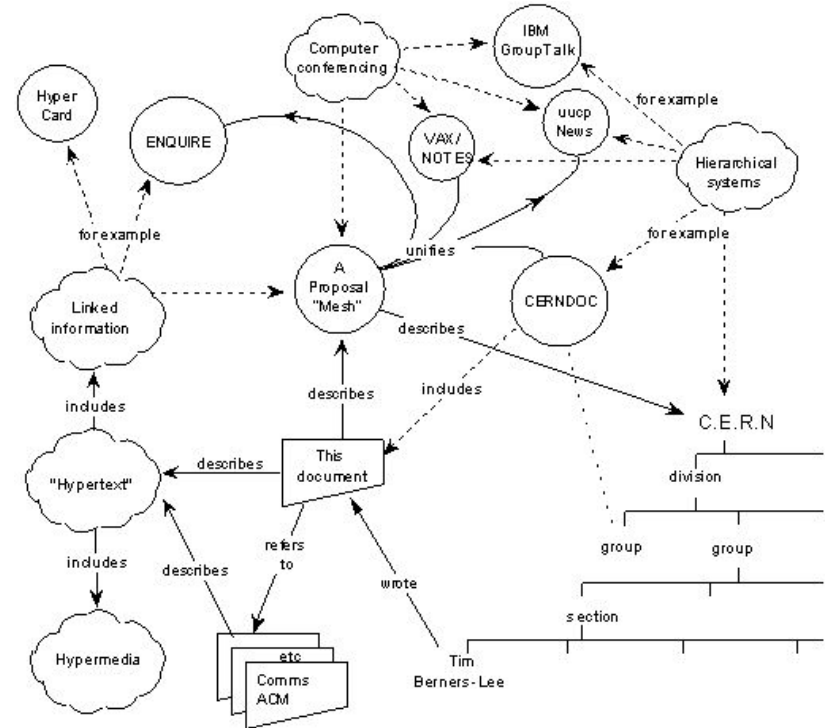 IBM
GroupTalk
Computer
conferencing
Hyper
Card
for example
uucp
News
ENQUIRE
VAX/
NOTES
Hierarchical
systems
for example
unifies
for example
A
Proposal
"Mesh"
CERNDOC
Linked
information
describes
includes
describes
includes
C.E.R.N
This
document
describes
"Hypertext"
division
refers
to
group
group
includes
describes
wrote
section
Hypermedia
etc
Tim
Berners-Lee
Comms
ACM